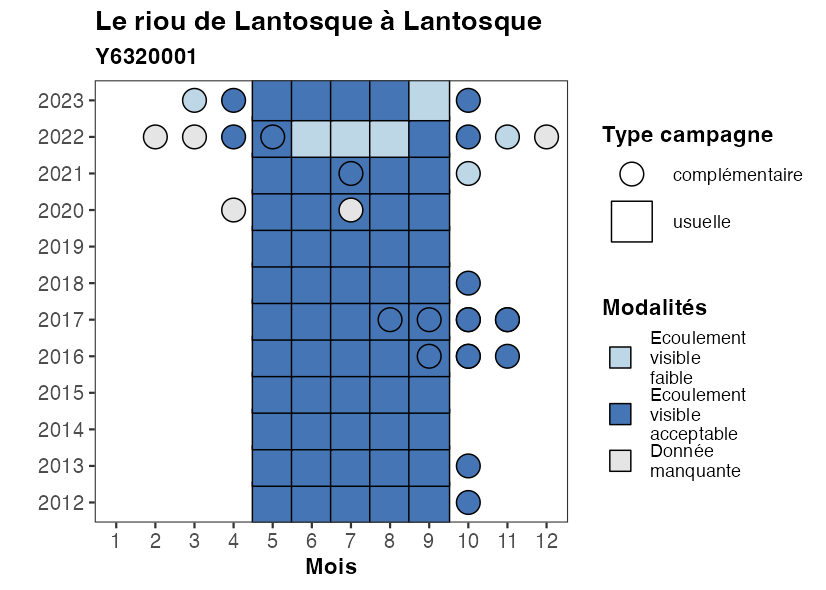 Le riou de Lantosque à Lantosque
Y6320001
2023
2022
2021
2020
2019
2018
2017
2016
2015
2014
2013
2012
1 2 3 4 5 6 7 8 9 10 11 12
Mois
Type campagne
complémentaire
usuelle
Modalités
Ecoulement
visible
faible
Ecoulement
visible
acceptable
Donnée
manquante